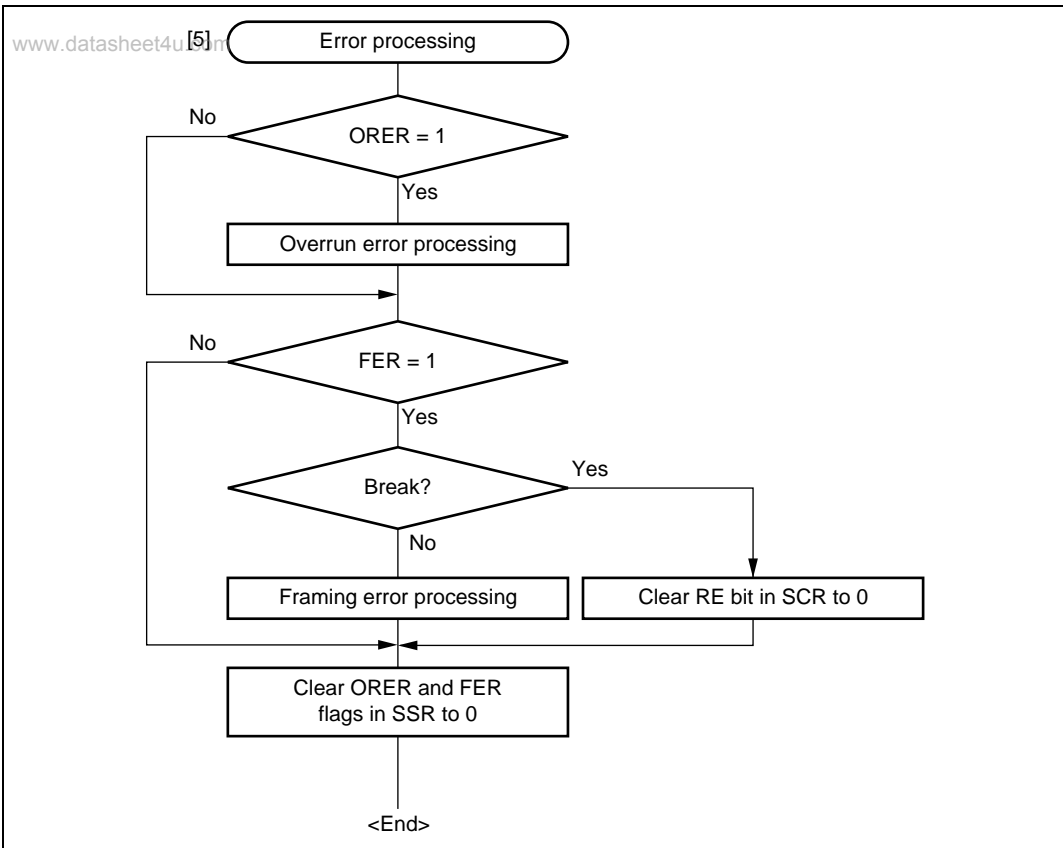 www.datasheet4u.com
[5] Error processing
No
ORER = 1
Yes
Overrun error processing
No
FER = 1
Yes
Break?
Yes
No
Framing error processing
Clear RE bit in SCR to 0
Clear ORER and FER
flags in SSR to 0
<End>